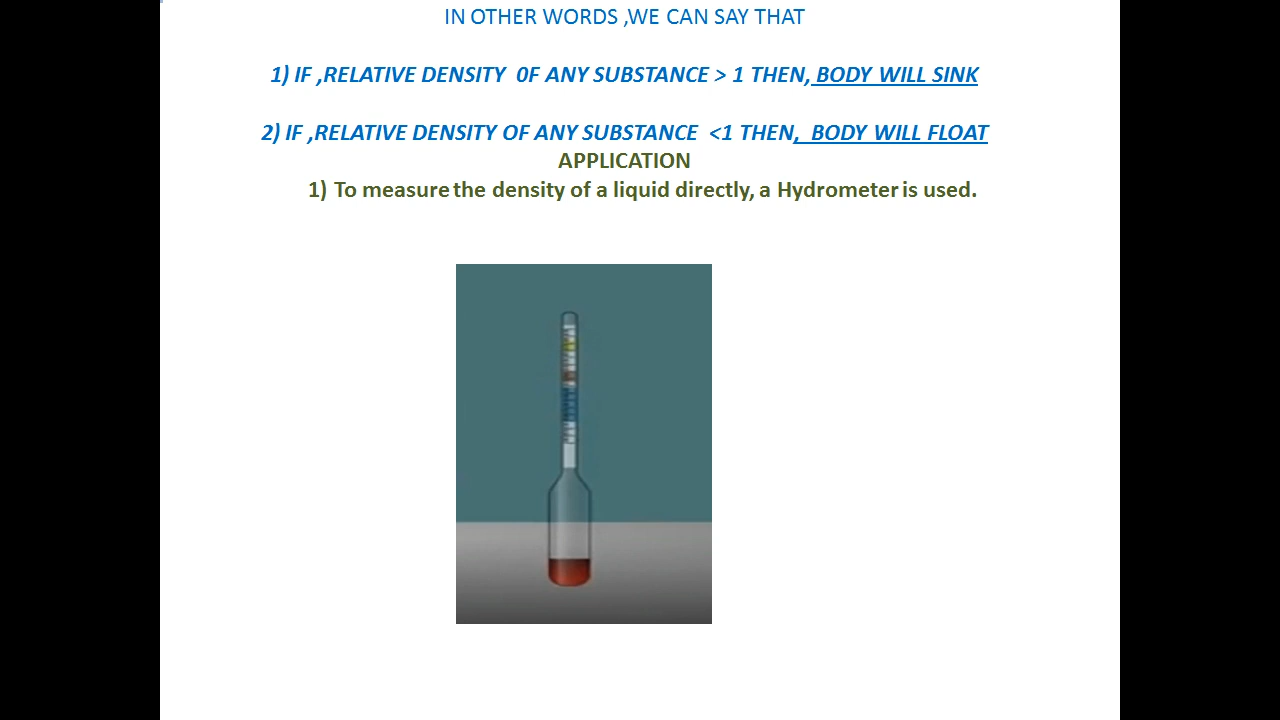 IN OTHER WORDS ,WE CAN SAY THAT
1) IF ,RELATIVE DENSITY 0F ANY SUBSTANCE > 1 THEN, BODY WILL SINK
2) IF ,RELATIVE DENSITY OF ANY SUBSTANCE <1 THEN, BODY WILL FLOAT
APPLICATION
1) To measure the density of a liquid directly, a Hydrometer is used.